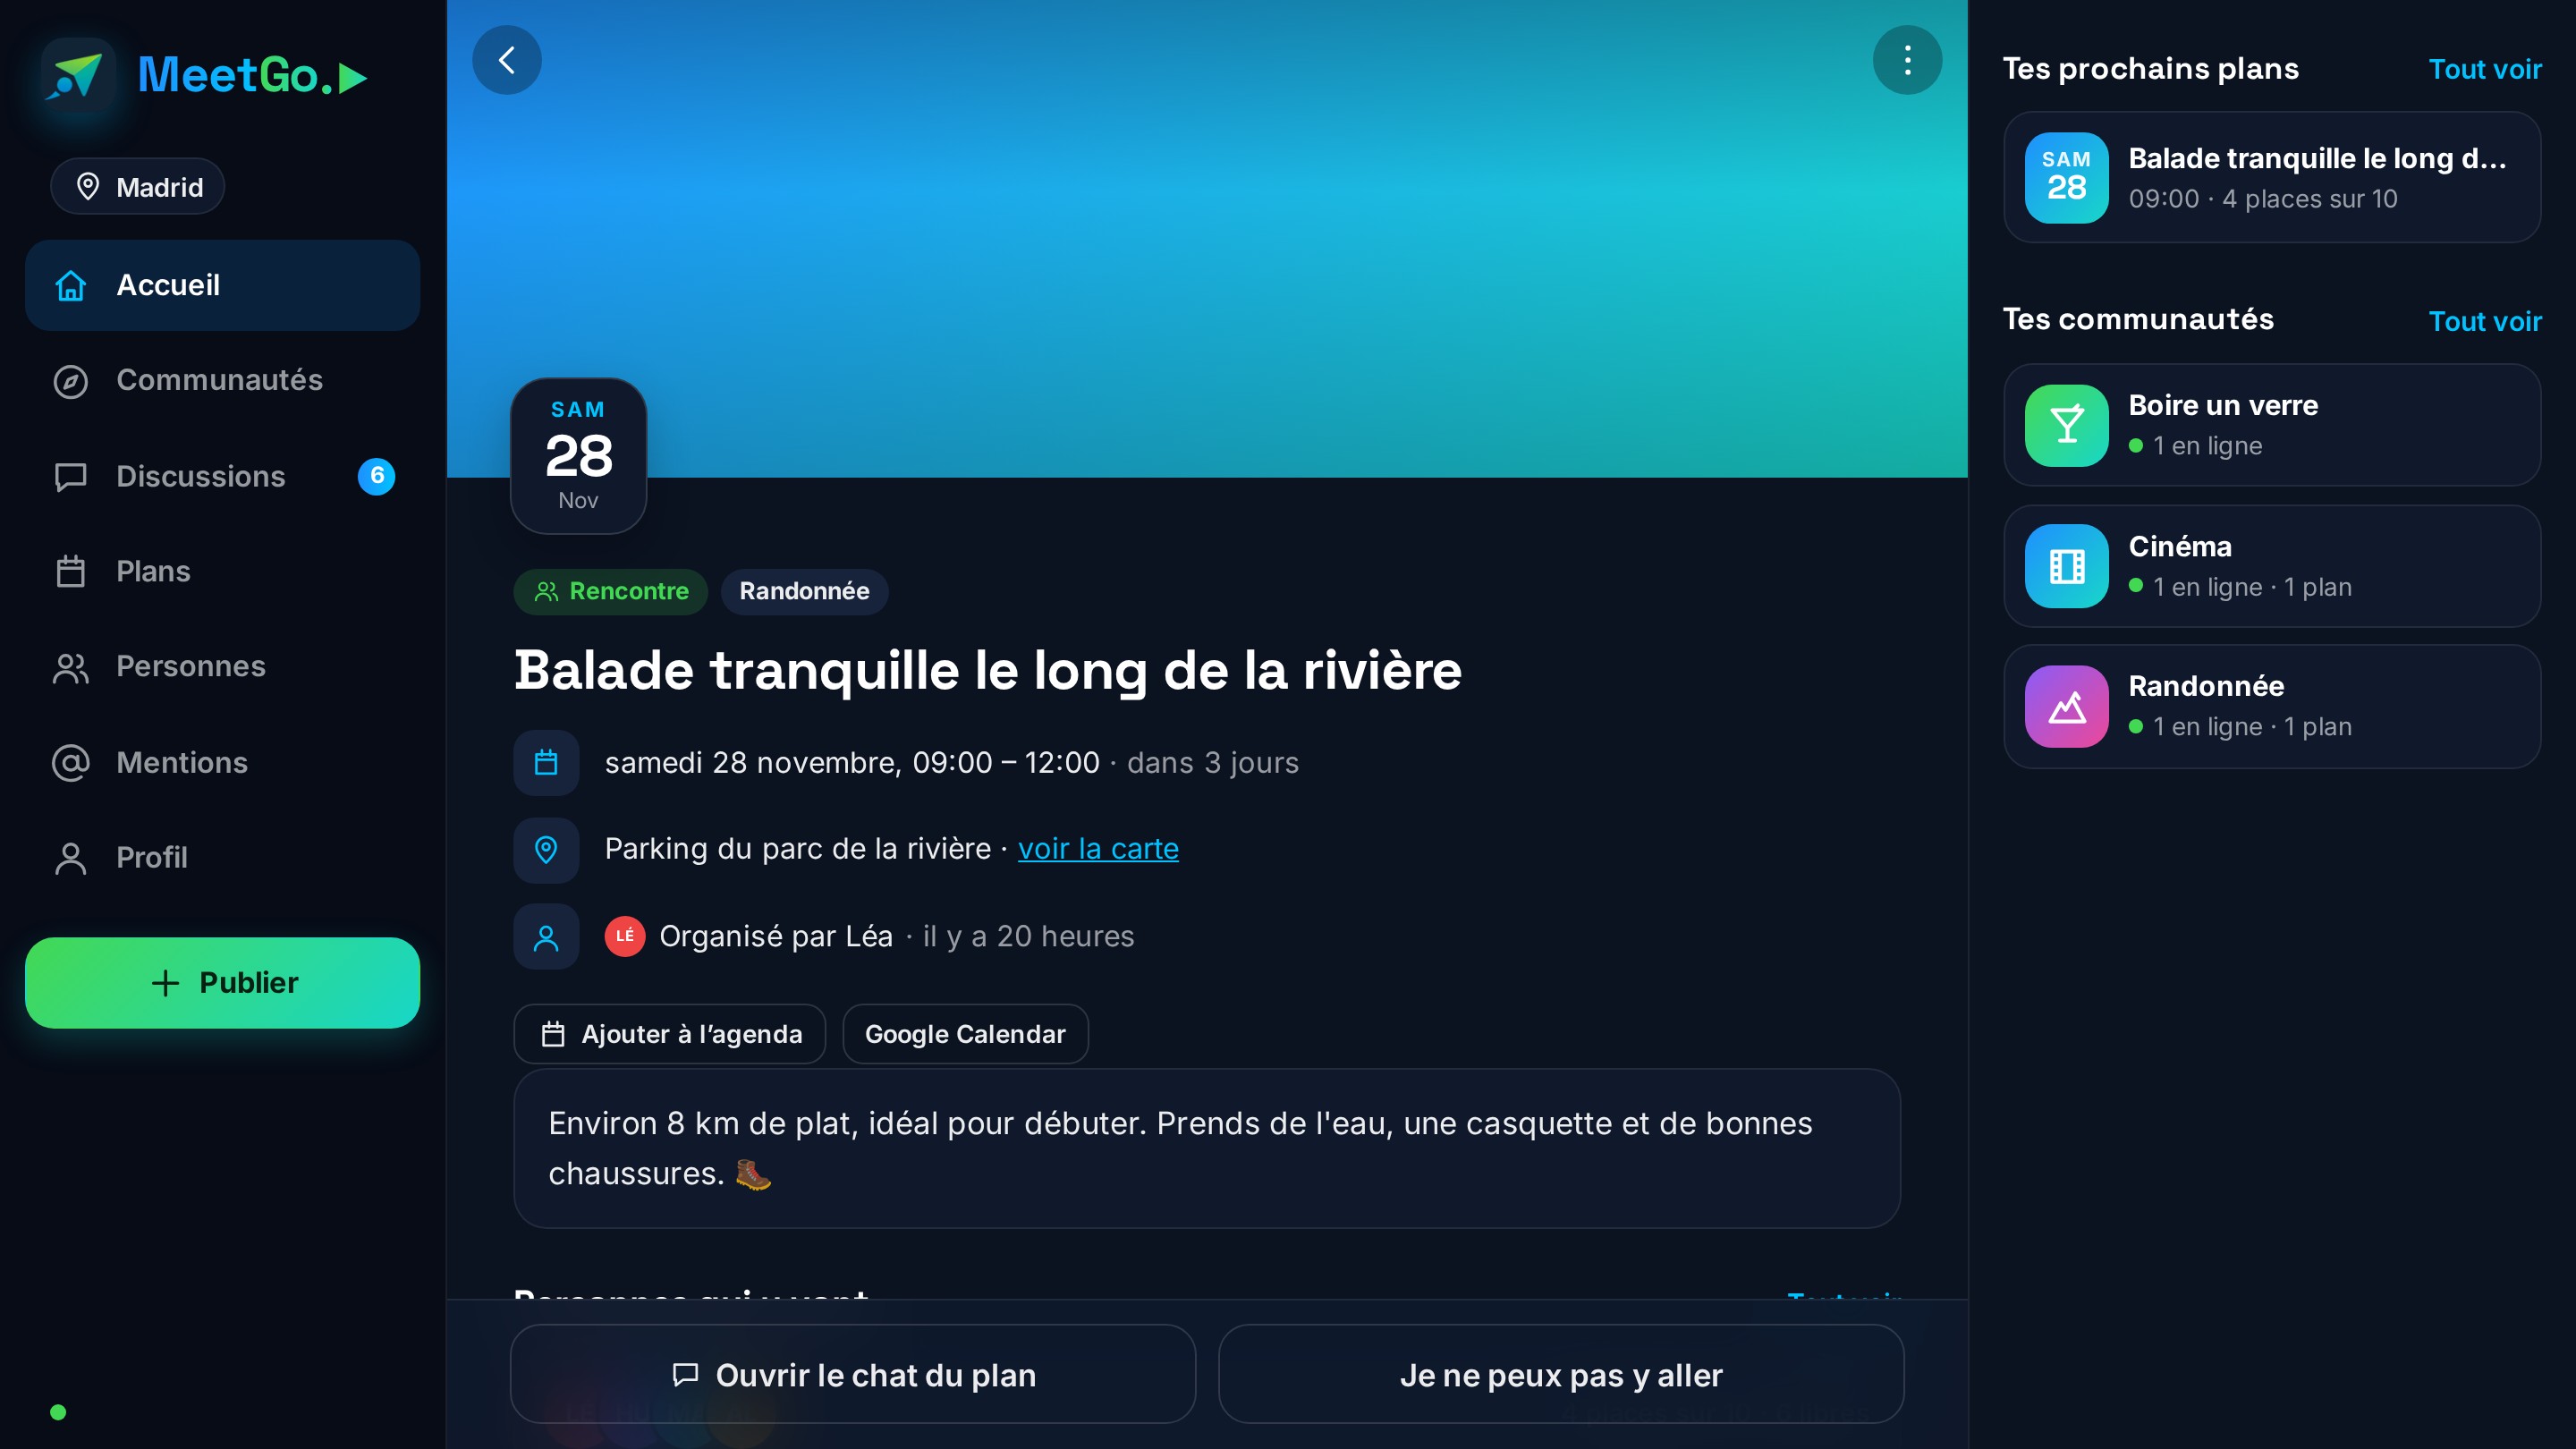 MeetGo.
Madrid
Accueil
Communautés
Discussions
6
Plans
Personnes
Mentions
Profil
Publier
SAM
28
Nov
Rencontre
Randonnée
Balade tranquille le long de la rivière
samedi 28 novembre, 09:00 – 12:00 · dans 3 jours
Parking du parc de la rivière · voir la carte
LÉ
Organisé par Léa · il y a 20 heures
Ajouter à l’agenda
Google Calendar
Environ 8 km de plat, idéal pour débuter. Prends de l'eau, une casquette et de bonnes
chaussures. 🥾
Personnes qui y vont
Tout voir
Ouvrir le chat du plan
Je ne peux pas y aller
Tes prochains plans
Tout voir
SAM
28
Balade tranquille le long d...
09:00 · 4 places sur 10
Tes communautés
Tout voir
Boire un verre
1 en ligne
Cinéma
1 en ligne · 1 plan
Randonnée
1 en ligne · 1 plan